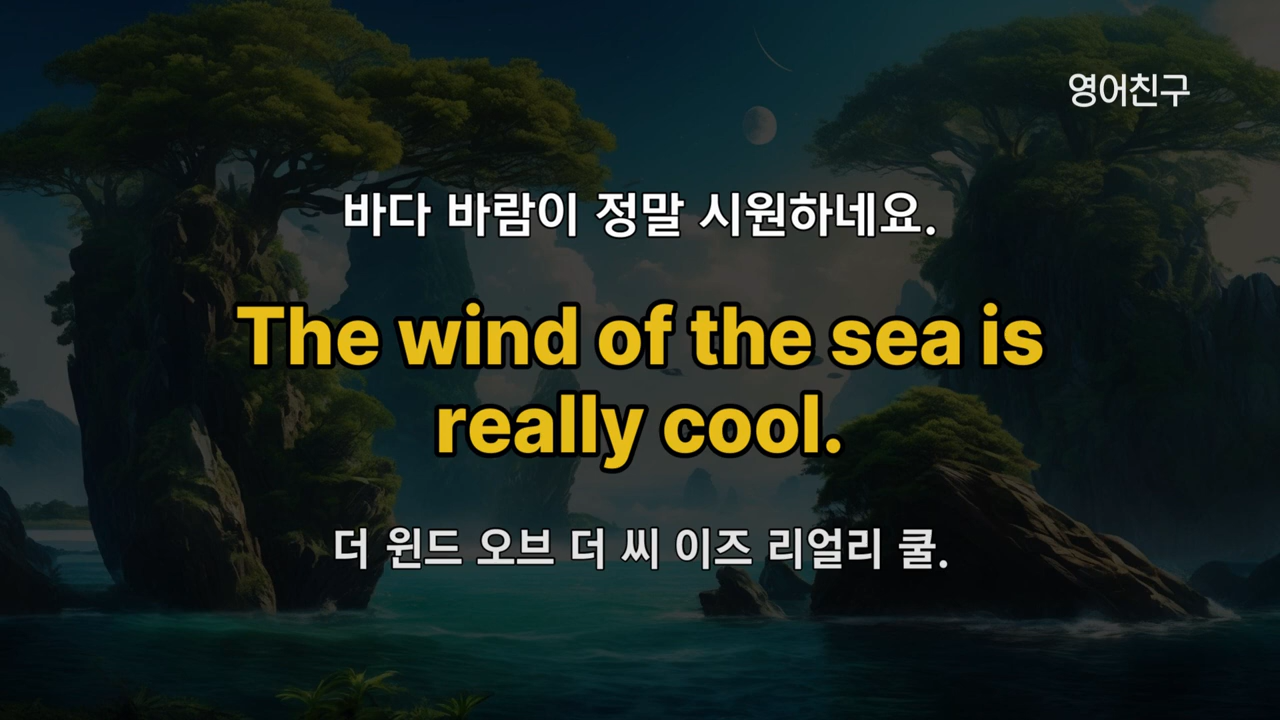 영어친구
바다 바람이 정말 시원하네요.
The wind of the sea is
really cool.
더 윈드 오브 더 씨 이즈 리얼리 쿨.